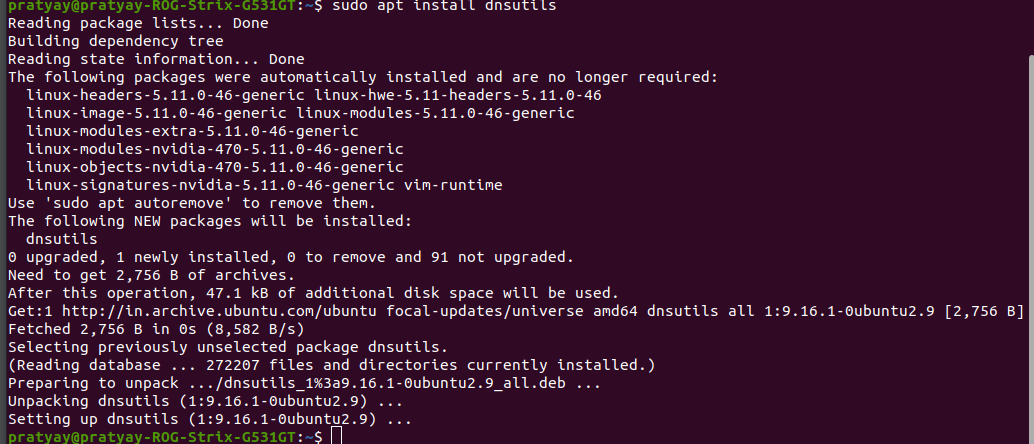 pratyay@pratyay-ROG-Strix-G531GT:~$ sudo apt install dnsutils
Reading package lists... Done
Building dependency tree
Reading state information... Done
The following packages were automatically installed and are no longer required:
  linux-headers-5.11.0-46-generic linux-hwe-5.11-headers-5.11.0-46
  linux-image-5.11.0-46-generic linux-modules-5.11.0-46-generic
  linux-modules-extra-5.11.0-46-generic
  linux-modules-nvidia-470-5.11.0-46-generic
  linux-objects-nvidia-470-5.11.0-46-generic
  linux-signatures-nvidia-5.11.0-46-generic vim-runtime
Use 'sudo apt autoremove' to remove them.
The following NEW packages will be installed:
  dnsutils
0 upgraded, 1 newly installed, 0 to remove and 91 not upgraded.
Need to get 2,756 B of archives.
After this operation, 47.1 kB of additional disk space will be used.
Get:1 http://in.archive.ubuntu.com/ubuntu focal-updates/universe amd64 dnsutils all 1:9.16.1-0ubuntu2.9 [2,756 B]
Fetched 2,756 B in 0s (8,582 B/s)
Selecting previously unselected package dnsutils.
(Reading database ... 272207 files and directories currently installed.)
Preparing to unpack .../dnsutils_1%3a9.16.1-0ubuntu2.9_all.deb ...
Unpacking dnsutils (1:9.16.1-0ubuntu2.9) ...
Setting up dnsutils (1:9.16.1-0ubuntu2.9) ...
pratyay@pratyay-ROG-Strix-G531GT:~$